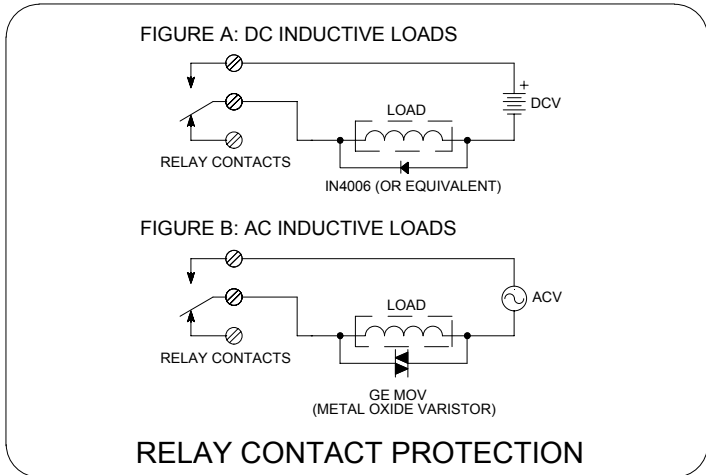 FIGURE A: DC INDUCTIVE LOADS
+
DCV
LOAD
RELAY CONTACTS
IN4006 (OR EQUIVALENT)
FIGURE B: AC INDUCTIVE LOADS
ACV
LOAD
RELAY CONTACTS
GE MOV
(METAL OXIDE VARISTOR)
RELAY CONTACT PROTECTION